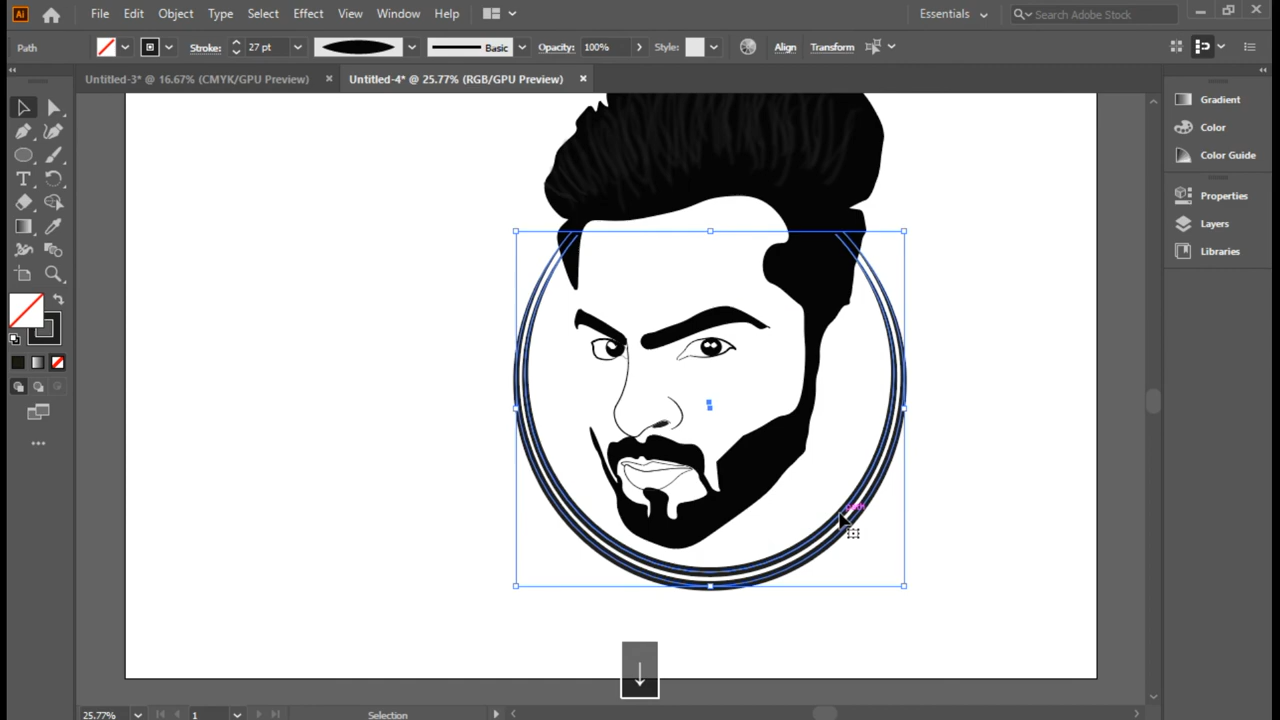 Ai File Edit Object Type Select Effect View Window Help Essentials Search Adobe Stock
Path Stroke: 27 pt Basic Opacity: 100% Style: Align Transform
Untitled-3* @ 16.67% (CMYK/GPU Preview) × Untitled-4* @ 25.77% (RGB/GPU Preview) ×
Gradient
Color
Color Guide
Properties
Layers
Libraries
path
↓
25.77% 1 Selection